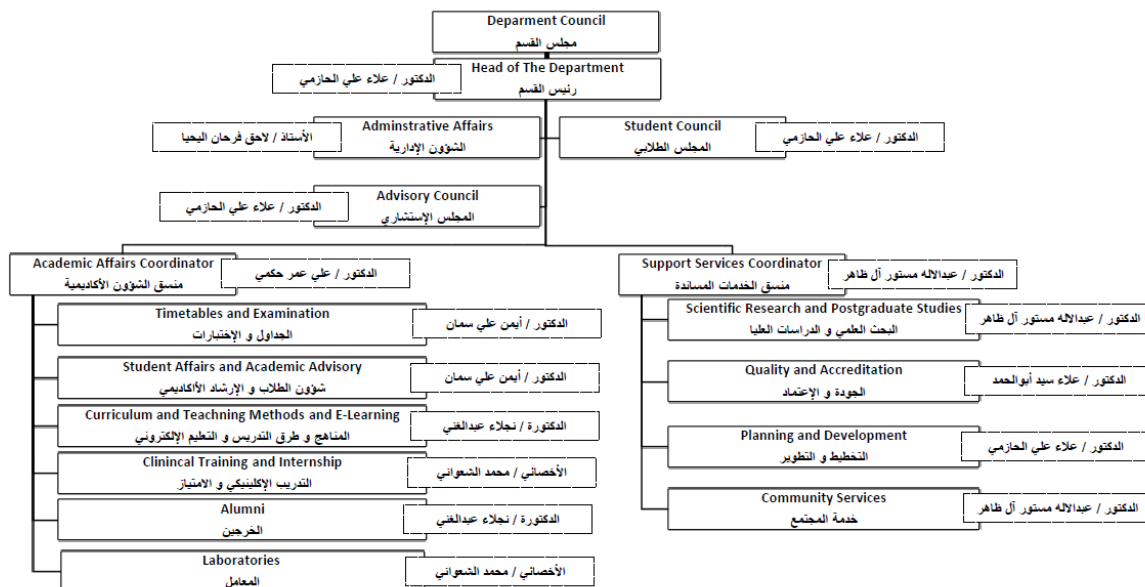 Deparment Council
مجلس القسم
Head of The Department
رئيس القسم
الدكتور / علاء علي الحازمي
Adminstrative Affairs
الشؤون الإدارية
الأستاذ / لاحق فرحان اليحيا
Student Council
المجلس الطلابي
الدكتور / علاء علي الحازمي
Advisory Council
المجلس الإستشاري
الدكتور / علاء علي الحازمي
Academic Affairs Coordinator
منسق الشؤون الأكاديمية
الدكتور / علي عمر حكمي
Timetables and Examination
الجداول و الإختبارات
الدكتور / أيمن علي سمان
Student Affairs and Academic Advisory
شؤون الطلاب و الإرشاد الأاكاديمي
الدكتور / أيمن علي سمان
Curriculum and Teachning Methods and E-Learning
المناهج و طرق التدريس و التعليم الإلكتروني
الدكتورة / نجلاء عبدالغني
Clinincal Training and Internship
التدريب الإكلينيكي و الامتياز
الأخصائي / محمد الشعواني
Alumni
الخرجين
الدكتورة / نجلاء عبدالغني
Laboratories
المعامل
الأخصائي / محمد الشعواني
Support Services Coordinator
منسق الخدمات المساندة
الدكتور / عبدالاله مستور آل ظاهر
Scientific Research and Postgraduate Studies
البحث العلمي و الدراسات العليا
الدكتور / عبدالاله مستور آل ظاهر
Quality and Accreditation
الجودة و الإعتماد
الدكتور / علاء سيد أبوالحمد
Planning and Development
التخطيط و التطوير
الدكتور / علاء علي الحازمي
Community Services
خدمة المجتمع
الدكتور / عبدالاله مستور آل ظاهر